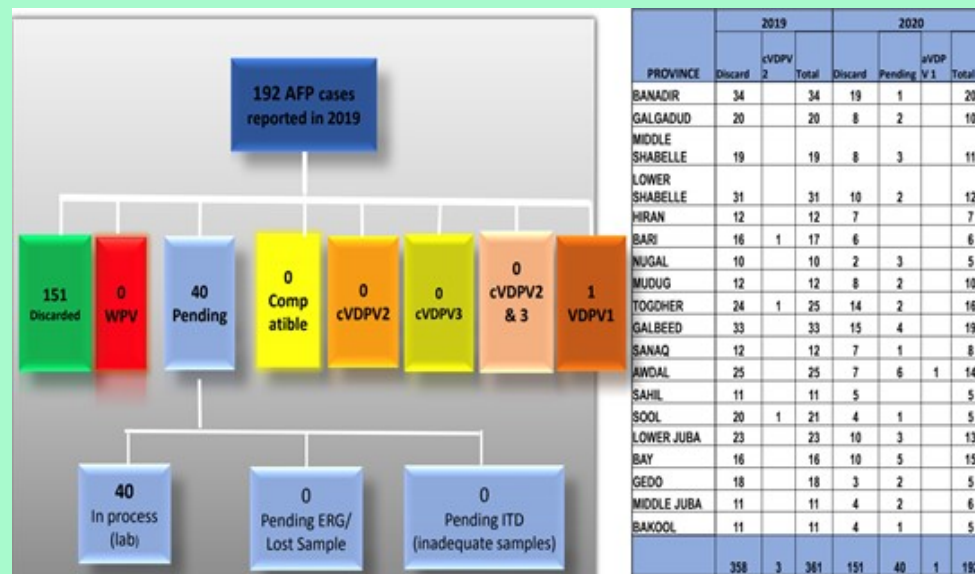 192 AFP cases
reported in 2019
151
Discarded
0
WPV
40
Pending
0
Comp
atible
0
cVDPV2
0
cVDPV3
0
cVDPV2
& 3
1
VDPV1
40
In process
(lab)
0
Pending ERG/
Lost Sample
0
Pending ITD
(inadequate samples)
2019 2020
PROVINCE Discard cVDPV 2 Total Discard Pending aVDP V 1 Total
BANADIR 34 34 19 1 20
GALGADUD 20 20 8 2 10
MIDDLE
SHABELLE 19 19 8 3 11
LOWER
SHABELLE 31 31 10 2 12
HIRAN 12 12 7 7
BARI 16 1 17 6 6
NUGAL 10 10 2 3 5
MUDUG 12 12 8 2 10
TOGDHER 24 1 25 14 2 16
GALBEED 33 33 15 4 19
SANAQ 12 12 7 1 8
AWDAL 25 25 7 6 1 14
SAHIL 11 11 5 5
SOOL 20 1 21 4 1 5
LOWER JUBA 23 23 10 3 13
BAY 16 16 10 5 15
GEDO 18 18 3 2 5
MIDDLE JUBA 11 11 4 2 6
BAKOOL 11 11 4 1 5
358 3 361 151 40 1